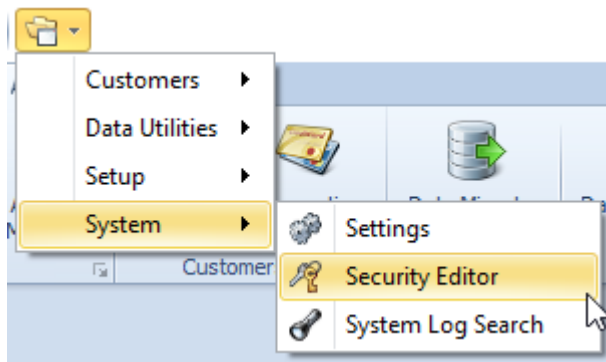 Customers
Data Utilities
Setup
System
Customer
Settings
Security Editor
System Log Search